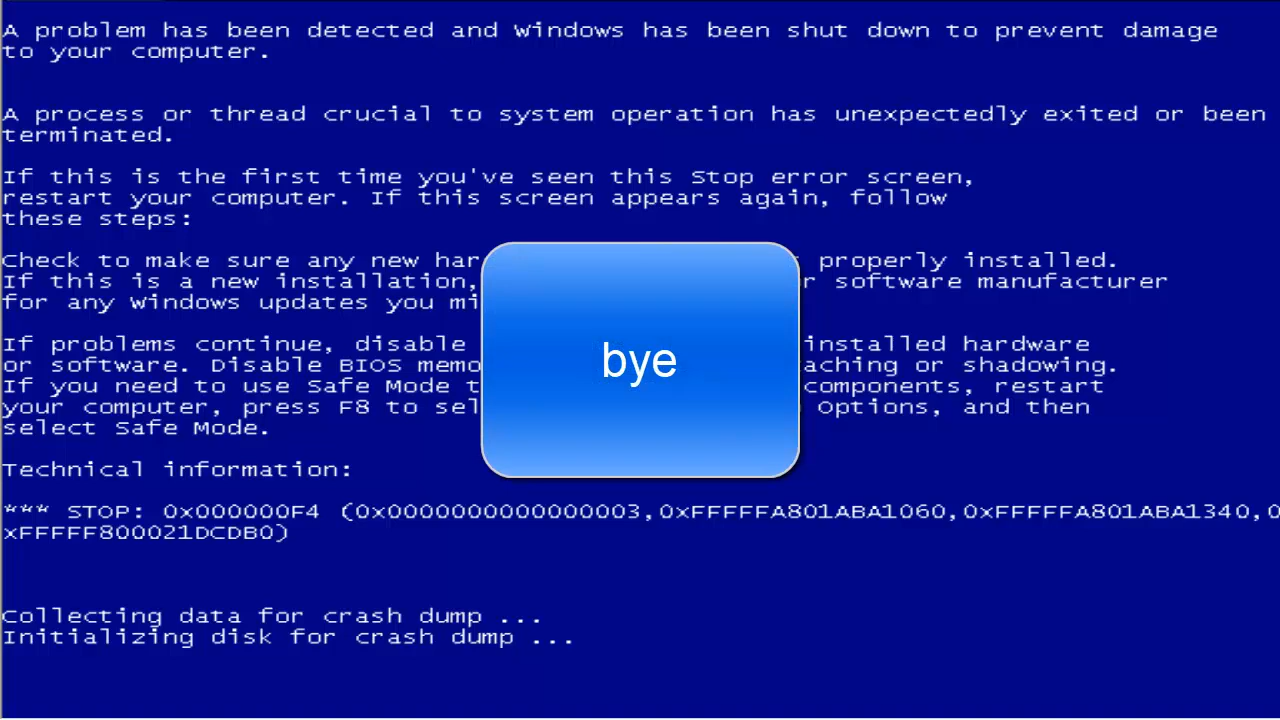 A problem has been detected and Windows has been shut down to prevent damage
to your computer.
A process or thread crucial to system operation has unexpectedly exited or been
terminated.
If this is the first time you've seen this Stop error screen,
restart your computer. If this screen appears again, follow
these steps:
Check to make sure any new har properly installed.
If this is a new installation, r software manufacturer
for any Windows updates you mi
If problems continue, disable installed hardware
or software. Disable BIOS memo aching or shadowing.
bye
If you need to use Safe Mode t components, restart
your computer, press F8 to sel Options, and then
select Safe Mode.
Technical information:
*** STOP: 0x000000F4 (0x0000000000000003,0xFFFFFA801ABA1060,0xFFFFFA801ABA1340,0
xFFFFF800021DCDB0)
Collecting data for crash dump ...
Initializing disk for crash dump ...